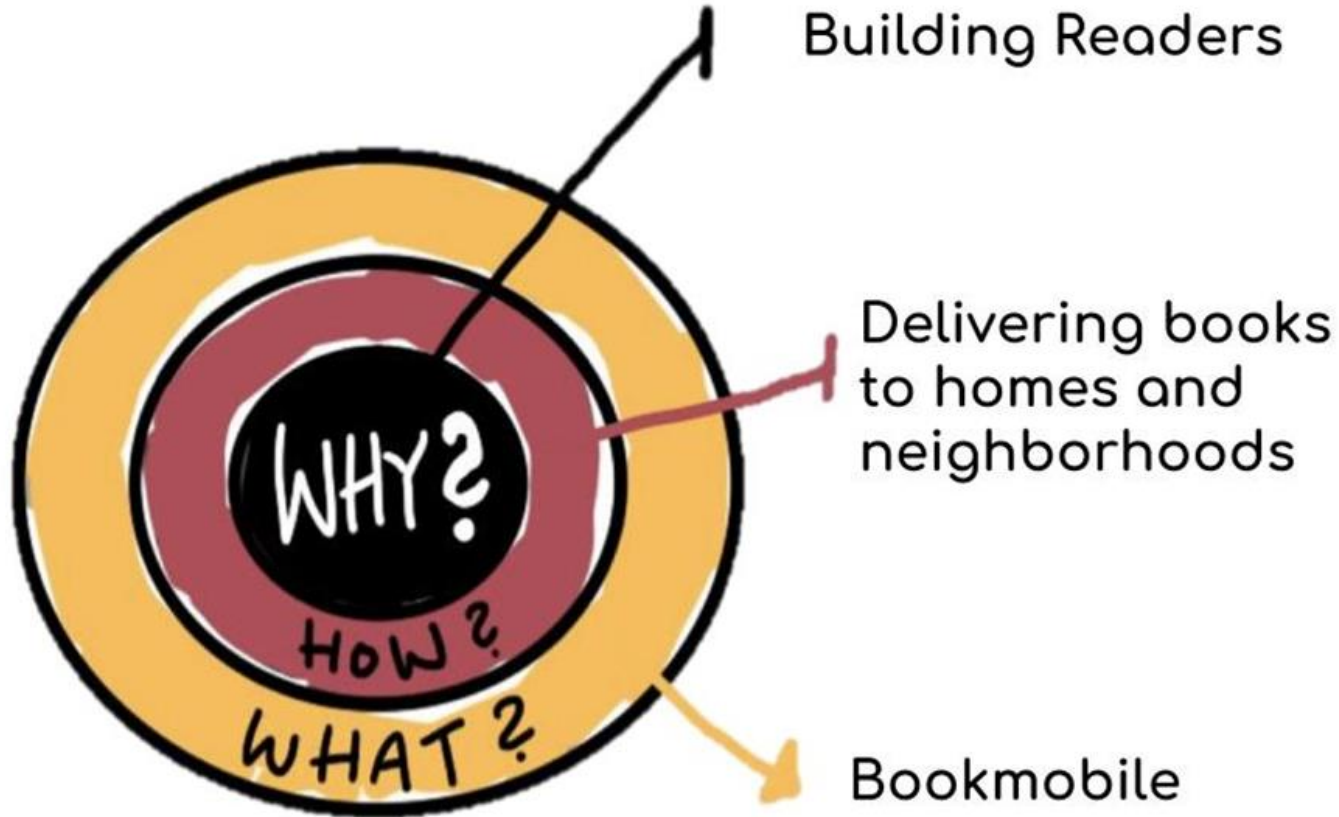 Building Readers
Delivering books
to homes and
neighborhoods
WHY?
HOW?
WHAT?
Bookmobile